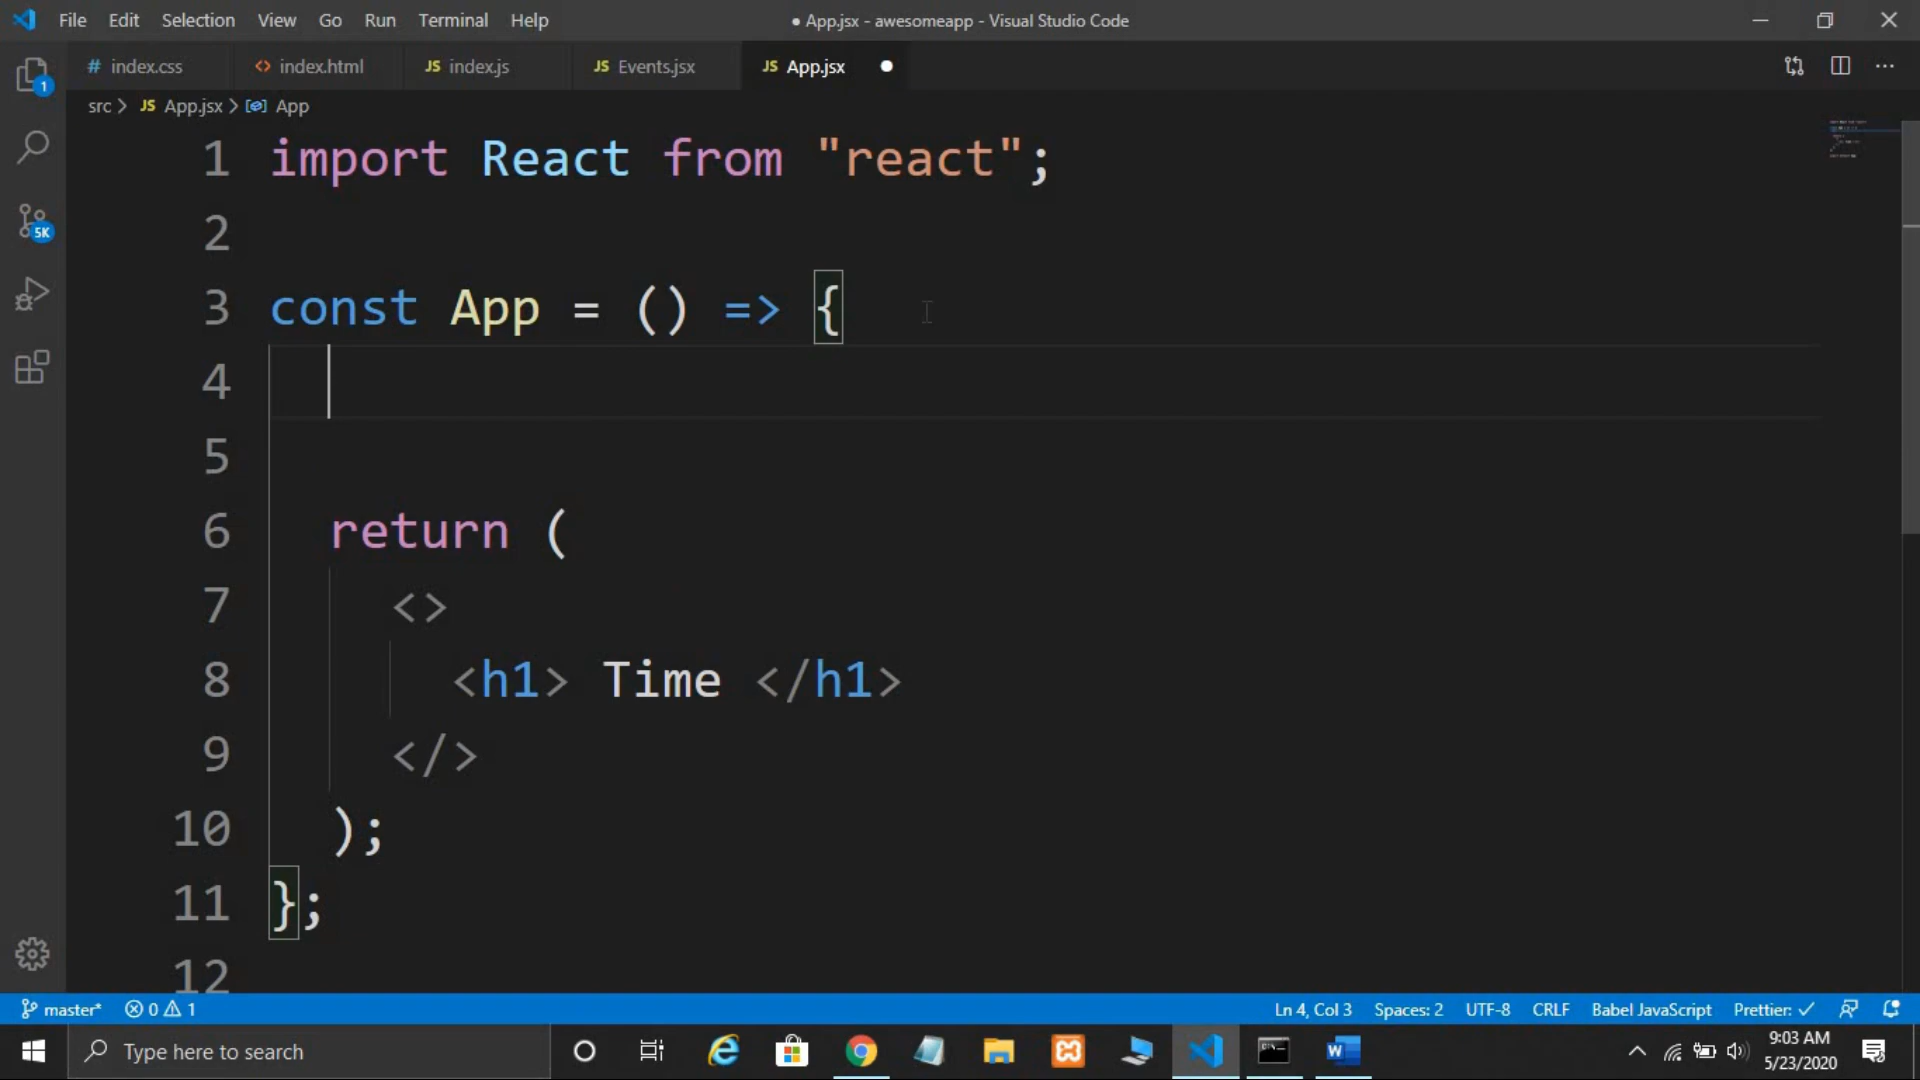 File Edit Selection View Go Run Terminal Help
● App.jsx - awesomeapp - Visual Studio Code
# index.css <> index.html JS index.js JS Events.jsx JS App.jsx ●
src > JS App.jsx > App
1 import React from "react";
2
3 const App = () => {
4
5
6 return (
7 <>
8 <h1> Time </h1>
9 </>
10 );
11 };
12
1
5K
master* 0 1
Ln 4, Col 3 Spaces: 2 UTF-8 CRLF Babel JavaScript Prettier: ✓
Type here to search
9:03 AM
5/23/2020